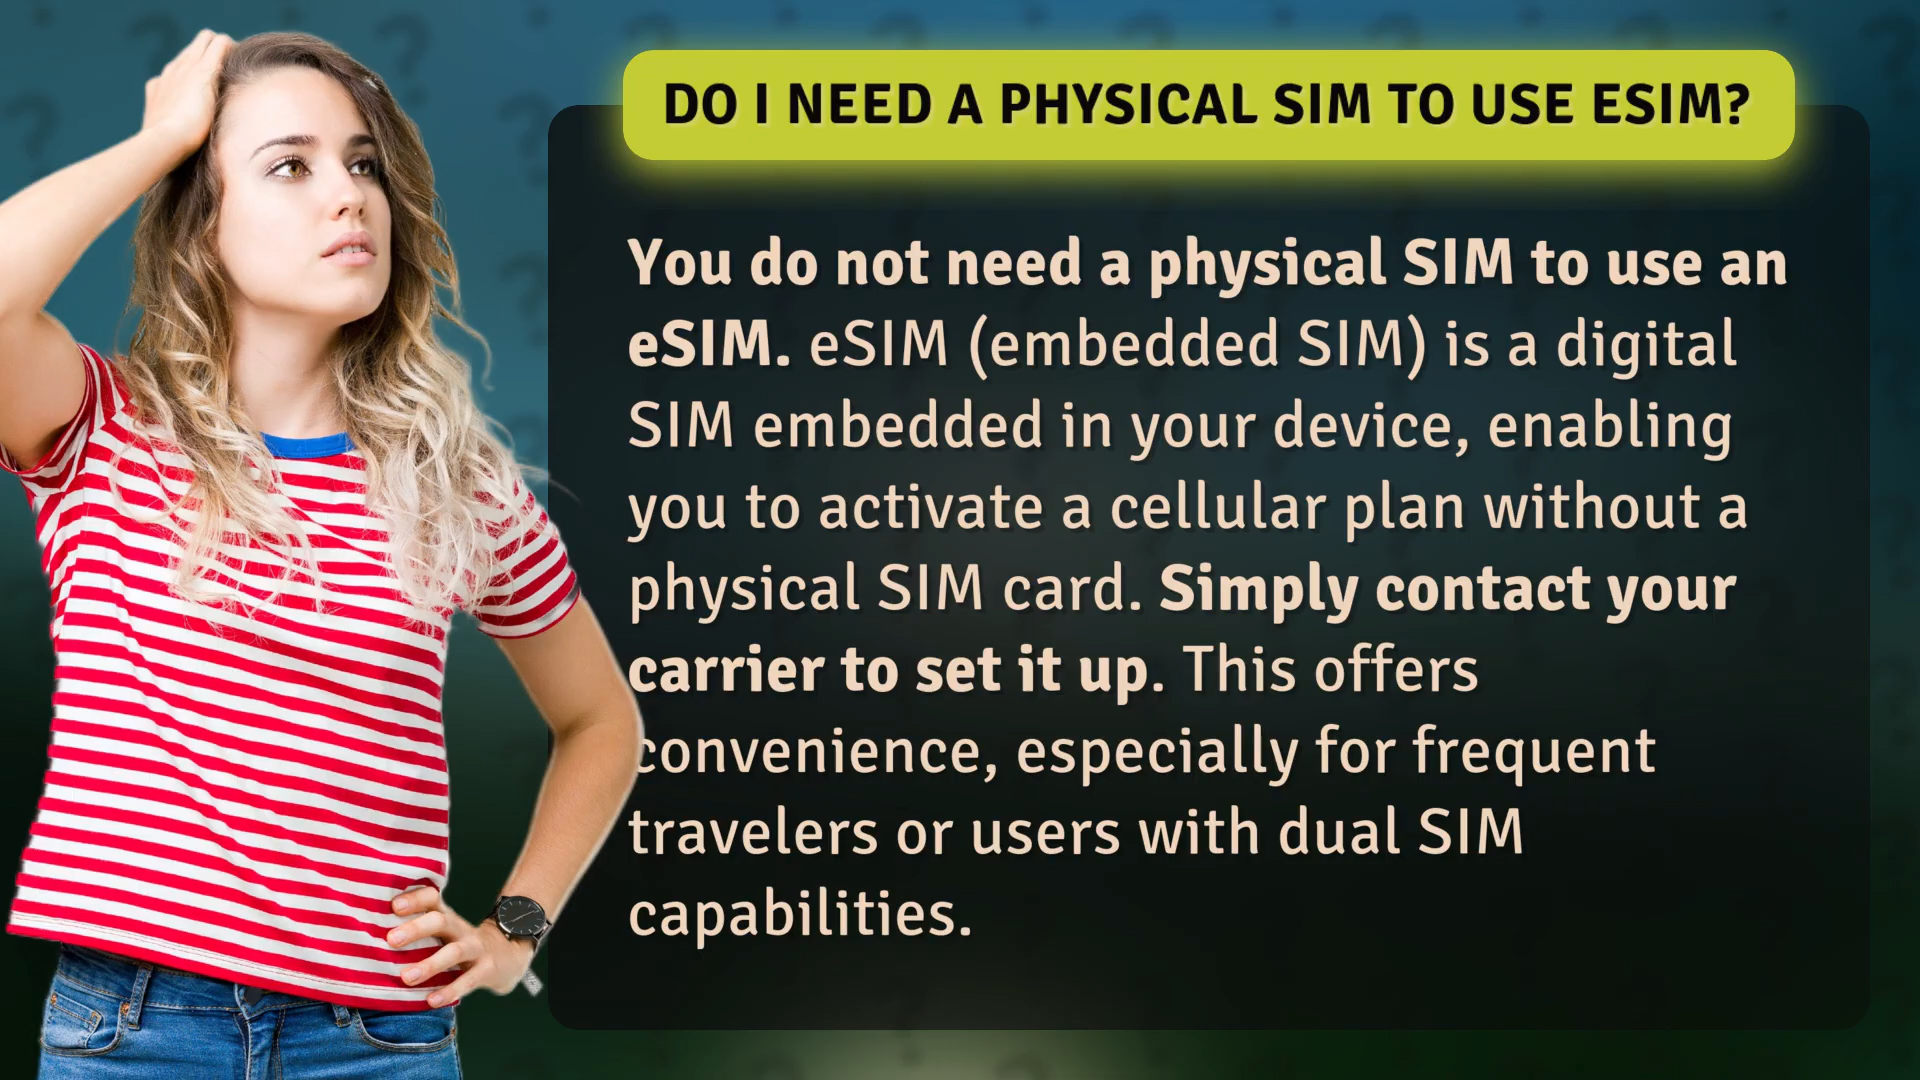 DO I NEED A PHYSICAL SIM TO USE ESIM?
You do not need a physical SIM to use an
eSIM. eSIM (embedded SIM) is a digital
SIM embedded in your device, enabling
you to activate a cellular plan without a
physical SIM card. Simply contact your
carrier to set it up. This offers
convenience, especially for frequent
travelers or users with dual SIM
capabilities.